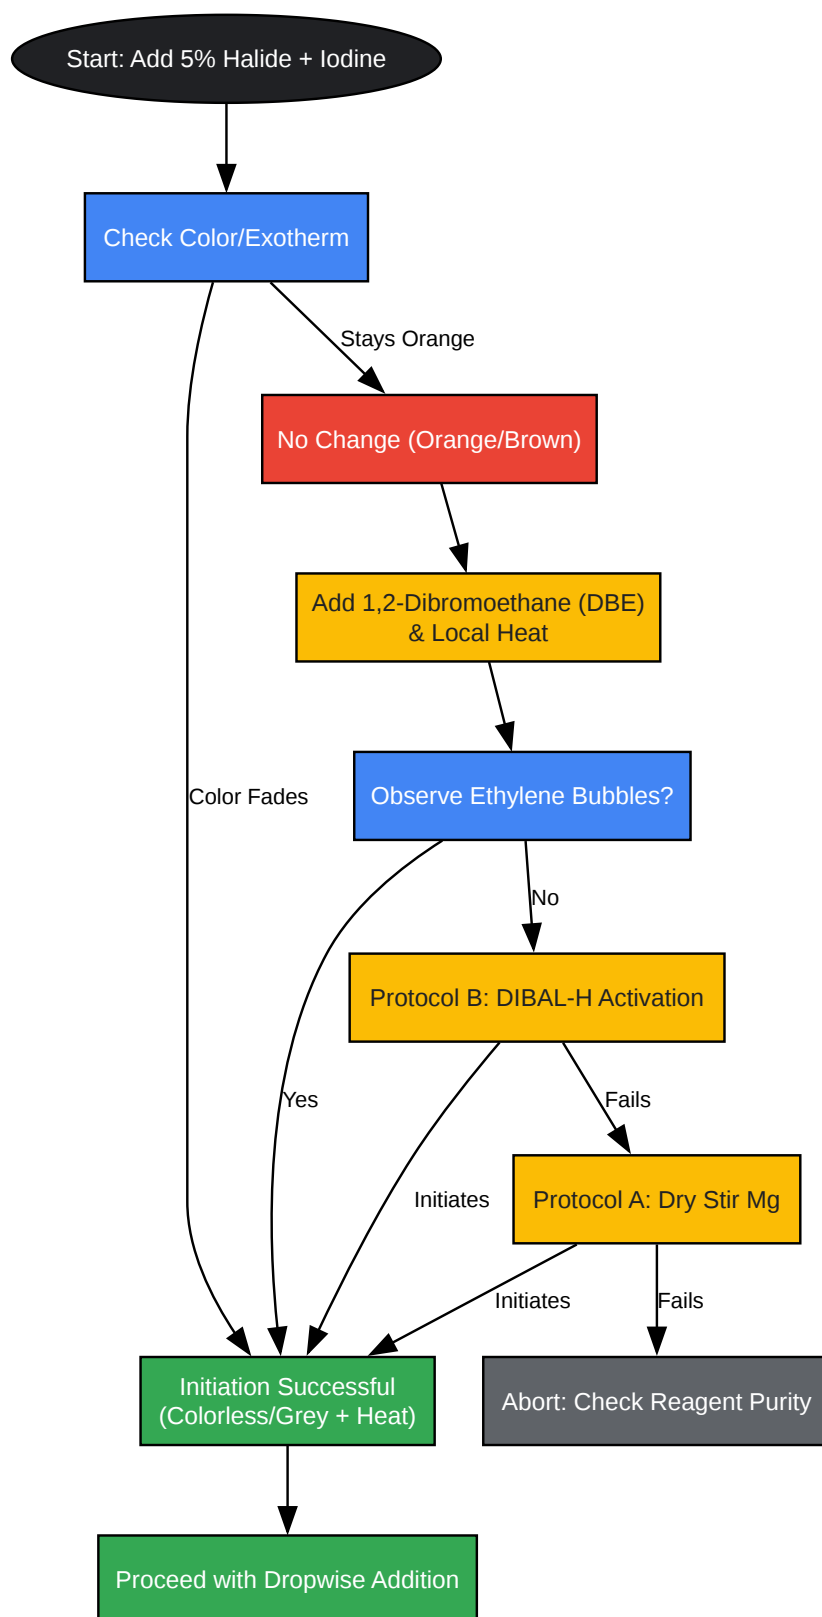 Start: Add 5% Halide + Iodine
Check Color/Exotherm
Stays Orange
No Change (Orange/Brown)
Add 1,2-Dibromoethane (DBE)
& Local Heat
Color Fades
Observe Ethylene Bubbles?
No
Protocol B: DIBAL-H Activation
Yes
Fails
Initiates
Protocol A: Dry Stir Mg
Initiates
Fails
Initiation Successful
(Colorless/Grey + Heat)
Abort: Check Reagent Purity
Proceed with Dropwise Addition